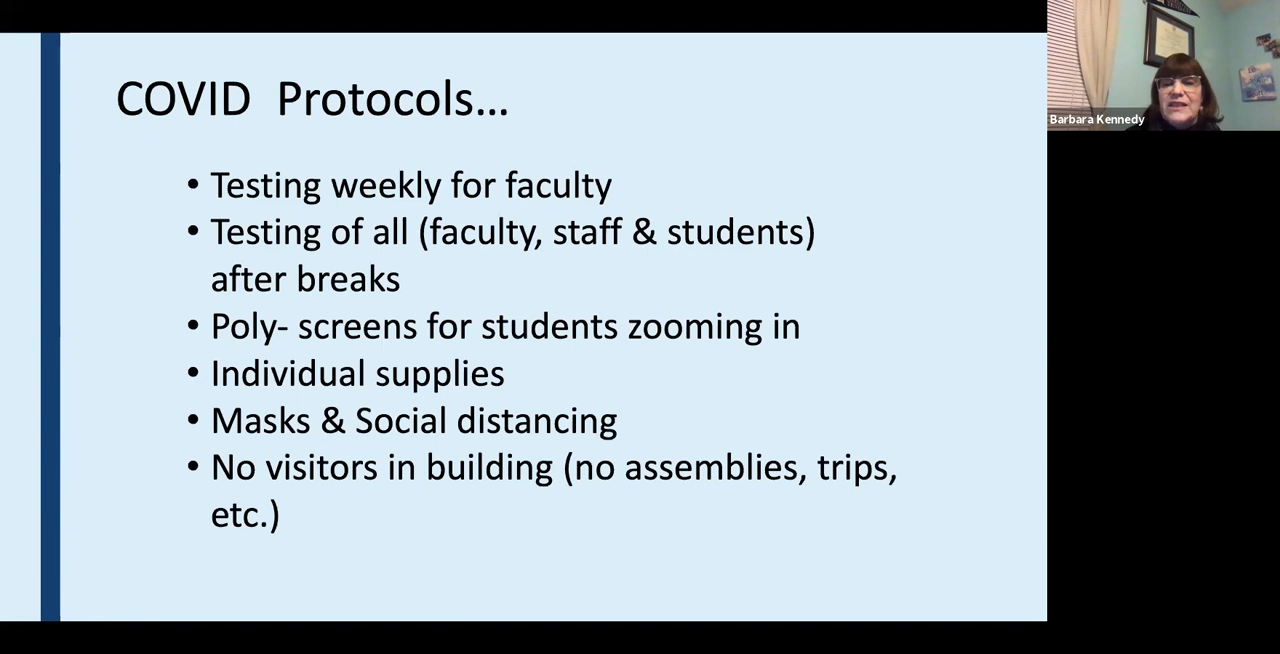 COVID  Protocols...
• Testing weekly for faculty
• Testing of all (faculty, staff & students)
after breaks
• Poly- screens for students zooming in
• Individual supplies
• Masks & Social distancing
• No visitors in building (no assemblies, trips,
etc.)
Barbara Kennedy